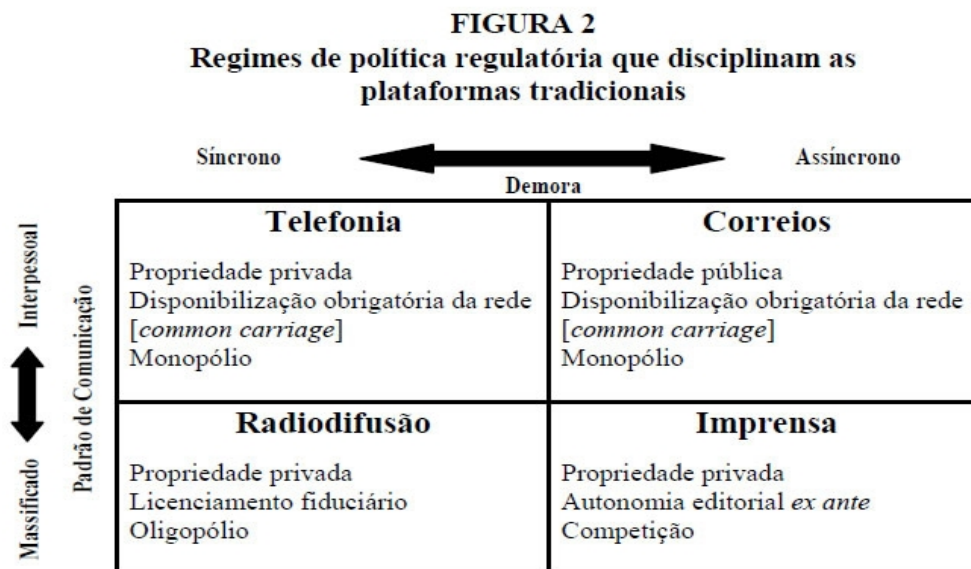 FIGURA 2
Regimes de política regulatória que disciplinam as
plataformas tradicionais
Síncrono
Assíncrono
Demora
Interpessoal
Massificado
Padrão de Comunicação
Telefonia
Propriedade privada
Disponibilização obrigatória da rede
[common carriage]
Monopólio
Correios
Propriedade pública
Disponibilização obrigatória da rede
[common carriage]
Monopólio
Radiodifusão
Propriedade privada
Licenciamento fiduciário
Oligopólio
Imprensa
Propriedade privada
Autonomia editorial ex ante
Competição